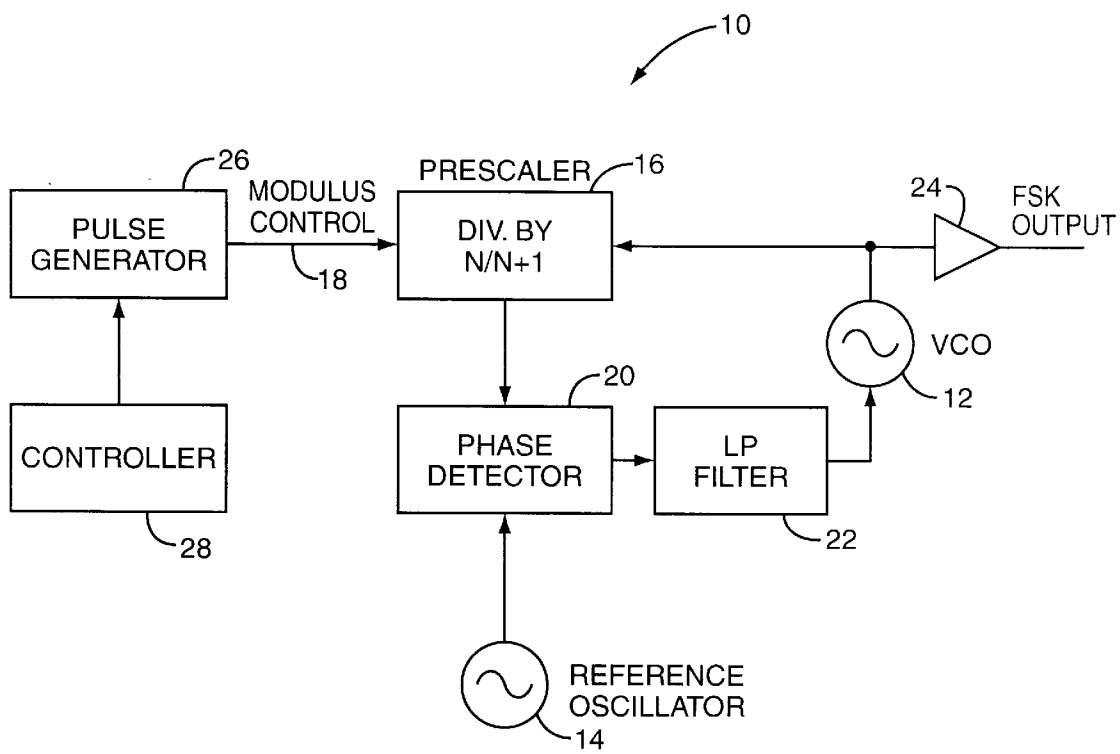 10
26
PULSE
GENERATOR
MODULUS
CONTROL
18
PRESCALER
16
DIV. BY
N/N+1
24
FSK
OUTPUT
VCO
12
CONTROLLER
28
20
PHASE
DETECTOR
LP
FILTER
22
REFERENCE
OSCILLATOR
14